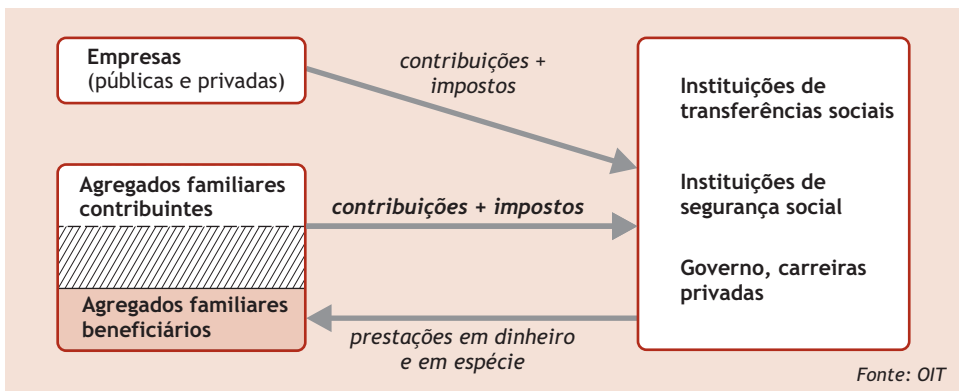 Empresas
(públicas e privadas)
contribuições +
impostos
Instituições de
transferências sociais
Agregados familiares
contribuintes
contribuições + impostos
Instituições de
segurança social
Governo, carreiras
privadas
Agregados familiares
beneficiários
prestações em dinheiro
e em espécie
Fonte: OIT